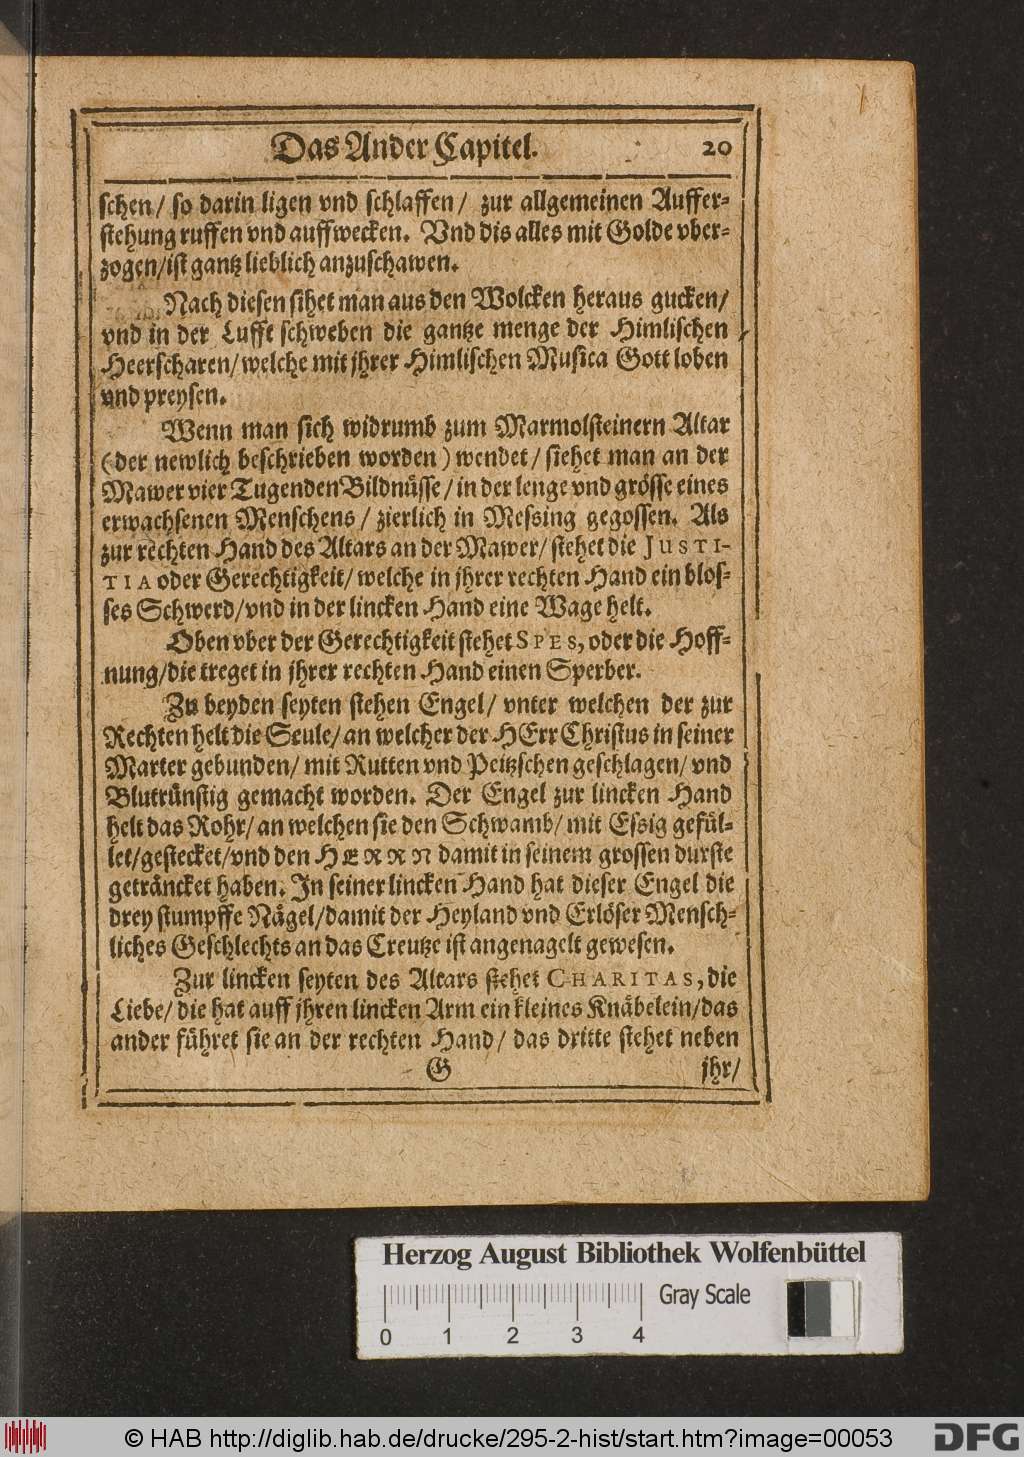 Das Ander Capitel. 20
schen/ so darin ligen vnd schlaffen/ zur allgemeinen Auffer-
stehung ruffen vnd auffwecken. Vnd dis alles mit Golde vber-
zogen/ist gantz lieblich anzuschawen.
Nach diesen sihet man aus den Wolcken heraus gucken/
vnd in der Lufft schweben die gantze menge der Himlischen
Heerscharen/welche mit jhrer Himlischen Musica Gott loben
vnd preysen.
Wenn man sich widrumb zum Marmolsteinern Altar
(der newlich beschrieben worden) wendet/ siehet man an der
Mawer vier Tugenden Bildnüsse/ in der lenge vnd grösse eines
erwachsenen Menschens/ zierlich in Messing gegossen. Als
zur rechten Hand des Altars an der Mawer/ stehet die JUSTI-
TIA oder Gerechtigkeit/ welche in jhrer rechten Hand ein blos-
ses Schwerd/vnd in der lincken Hand eine Wage helt.
Oben vber der Gerechtigkeit stehet SPES, oder die Hoff-
nung/die treget in jhrer rechten Hand einen Sperber.
Zu beyden seyten stehen Engel/ vnter welchen der zur
Rechten helt die Seule/ an welcher der HErr Christus in seiner
Marter gebunden/ mit Rutten vnd Peitzschen geschlagen/ vnd
Blutrünstig gemacht worden. Der Engel zur lincken Hand
helt das Rohr/ an welchen sie den Schwamb/ mit Essig gefül-
let/gestecket/vnd den HERRN damit in seinem grossen durste
geträncket haben. In seiner lincken Hand hat dieser Engel die
drey stumpffe Nägel/damit der Heyland vnd Erlöser Mensch-
liches Geschlechts an das Creutze ist angenagelt gewesen.
Zur lincken seyten des Altars stehet CHARITAS, die
Liebe/ die hat auff jhren lincken Arm ein kleines Knäbelein/das
ander führet sie an der rechten Hand/ das dritte stehet neben
G jhr/
Herzog August Bibliothek Wolfenbüttel
Gray Scale
0 1 2 3 4
© HAB http://diglib.hab.de/drucke/295-2-hist/start.htm?image=00053
DFG